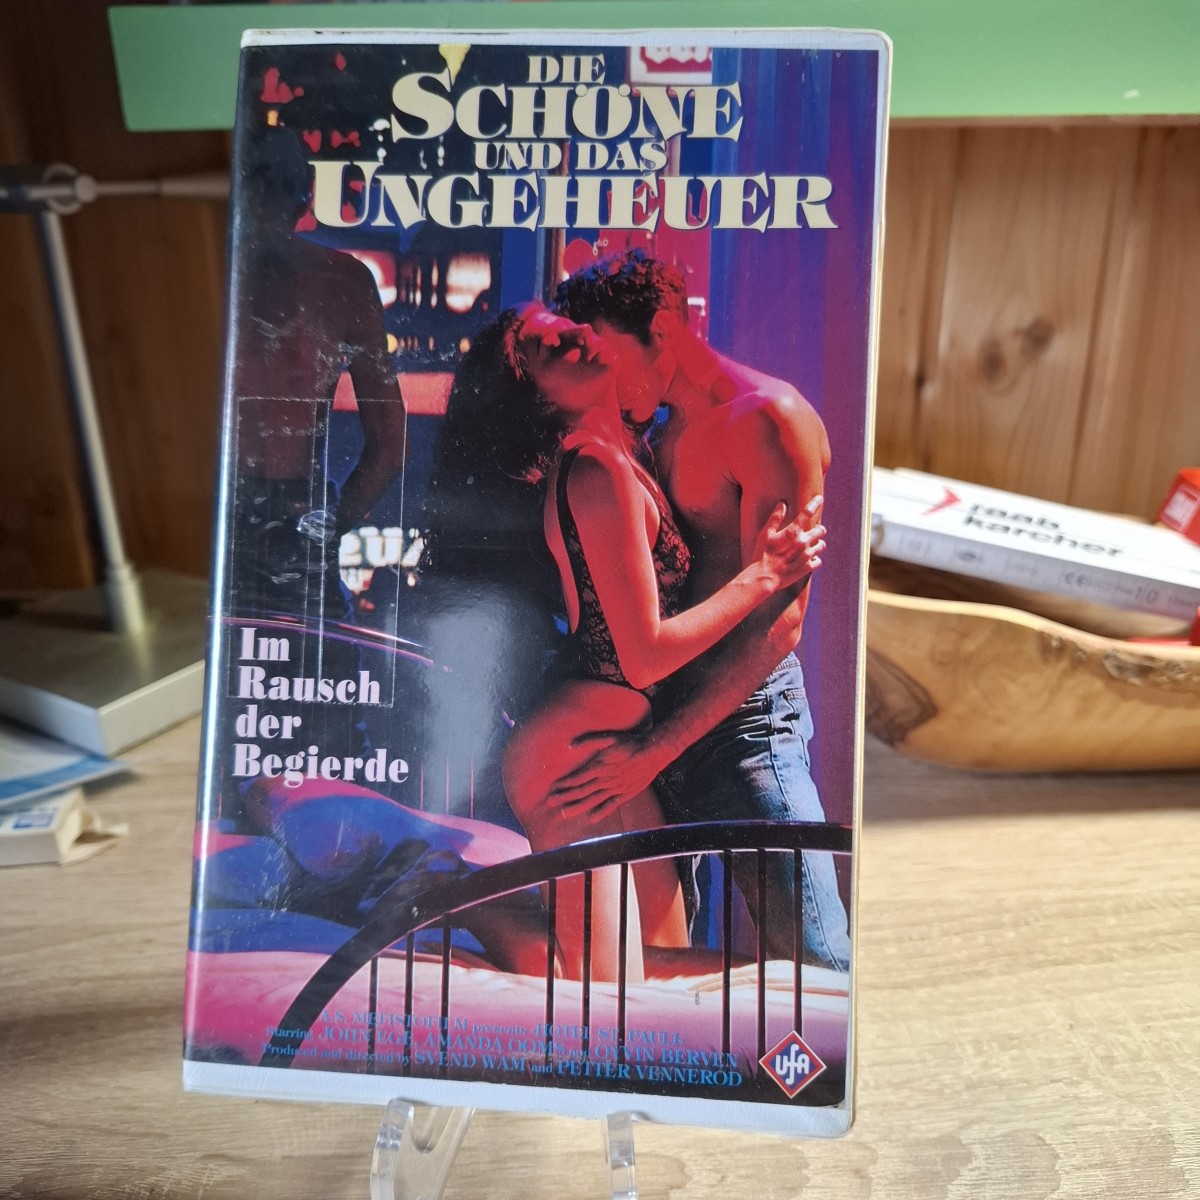 DIE
SCHÖNE
UND DAS
UNGEHEUER
Im
Rausch
der
Begierde
A.S. MEFISTOFILM presents HOTEL ST. PAULI
Starring JOHN EGE, AMANDA OOMS and ØYVIN BERVEN
Produced and directed by SVEND WAM and PETTER VENNERØD
UFA
raab
karcher
CE